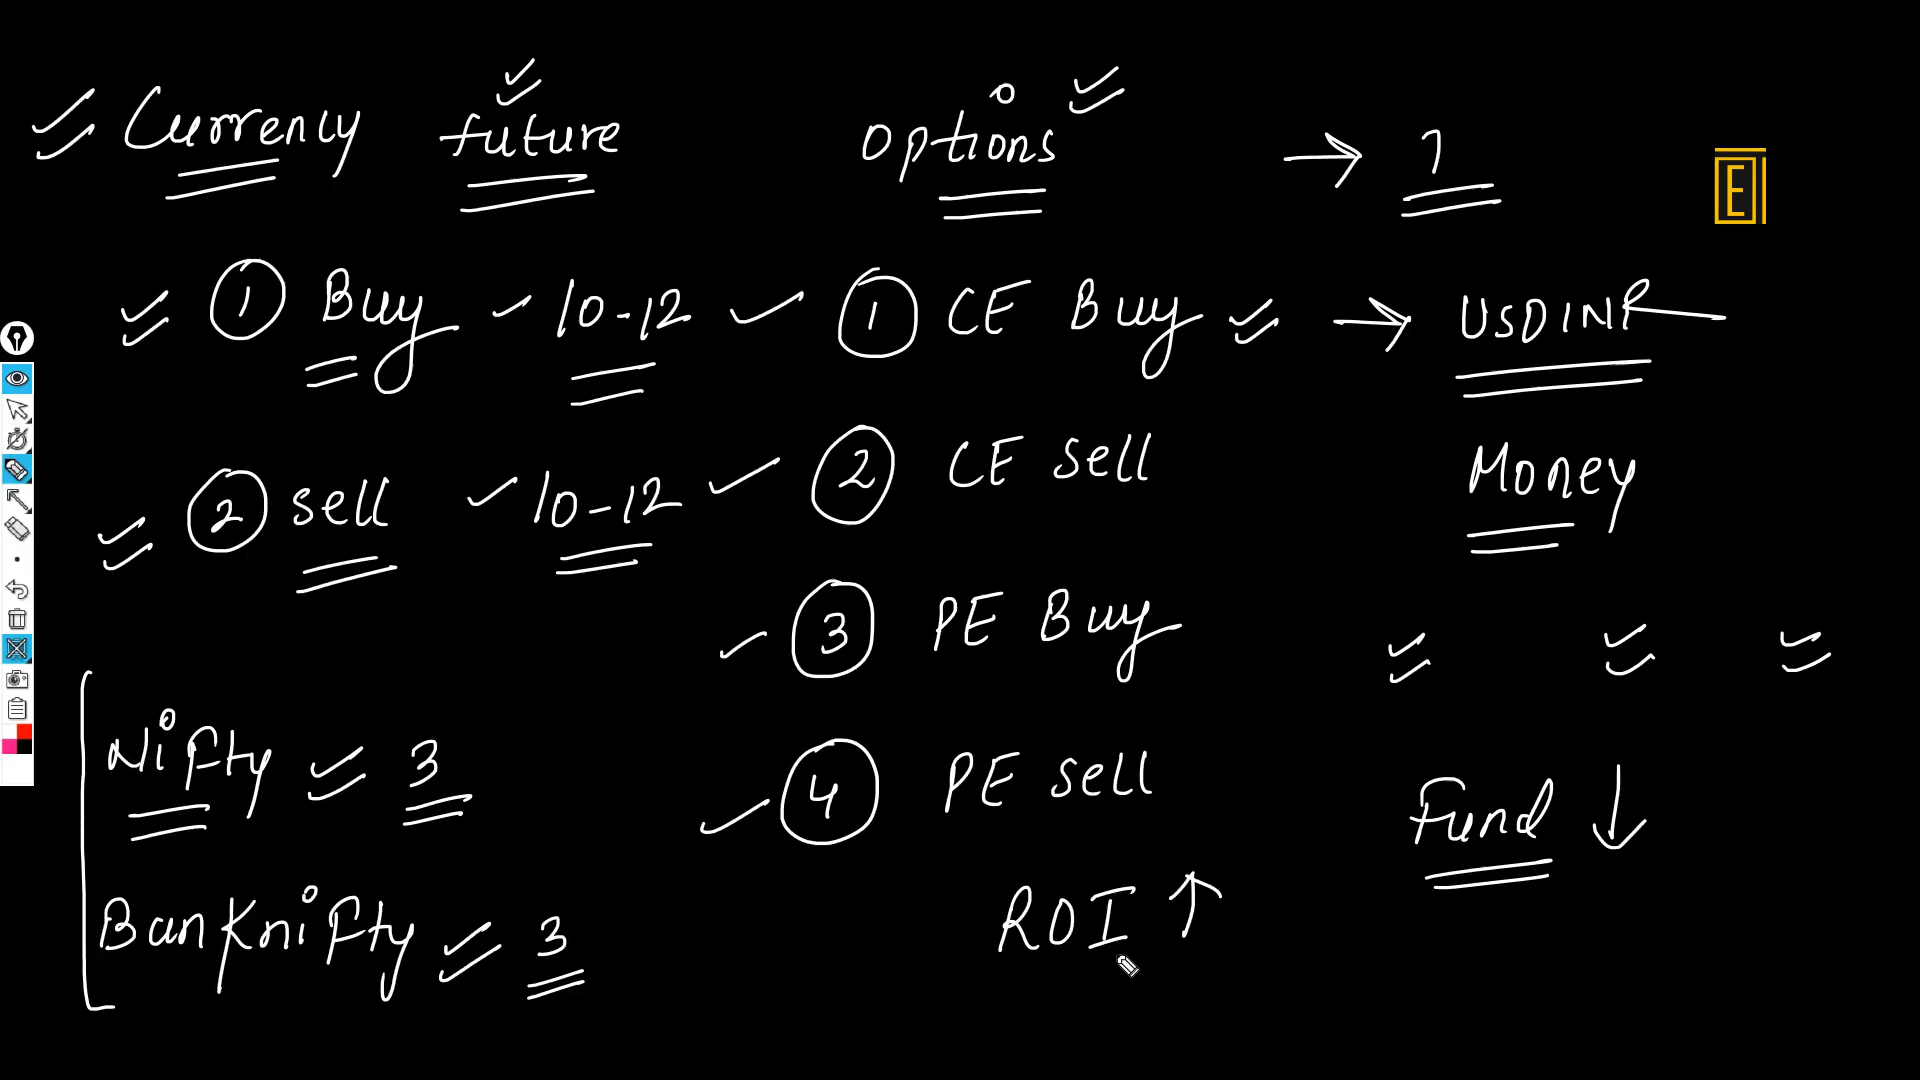 Currency future options → 1
E
① Buy 10-12 ① CE Buy → USDINR
② Sell 10-12 ② CE Sell Money
③ PE Buy
Nifty 3 ④ PE Sell Fund ↓
BankNifty 3 ROI ↑